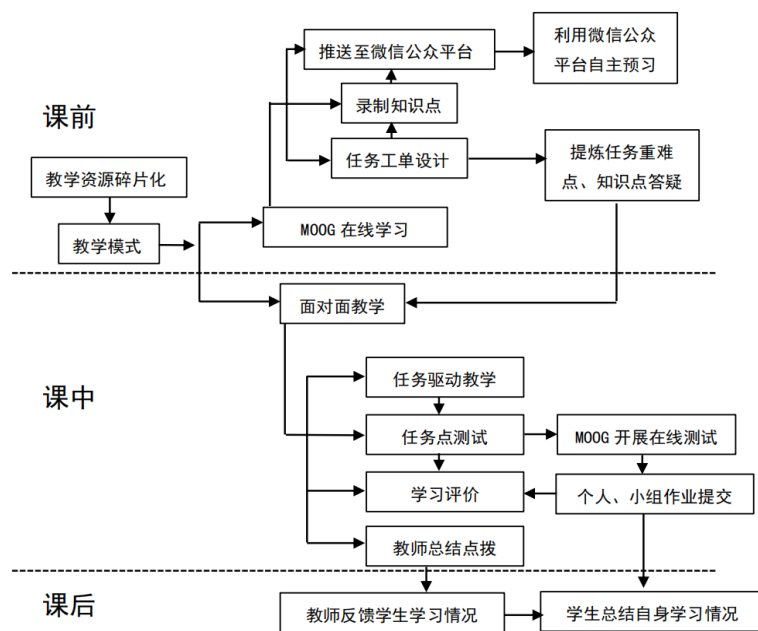 推送至微信公众平台
利用微信公众
平台自主预习
课前
录制知识点
任务工单设计
提炼任务重难
点、知识点答疑
教学资源碎片化
MOOG 在线学习
教学模式
面对面教学
课中
任务驱动教学
任务点测试
MOOG 开展在线测试
学习评价
个人、小组作业提交
教师总结点拨
课后
教师反馈学生学习情况
学生总结自身学习情况